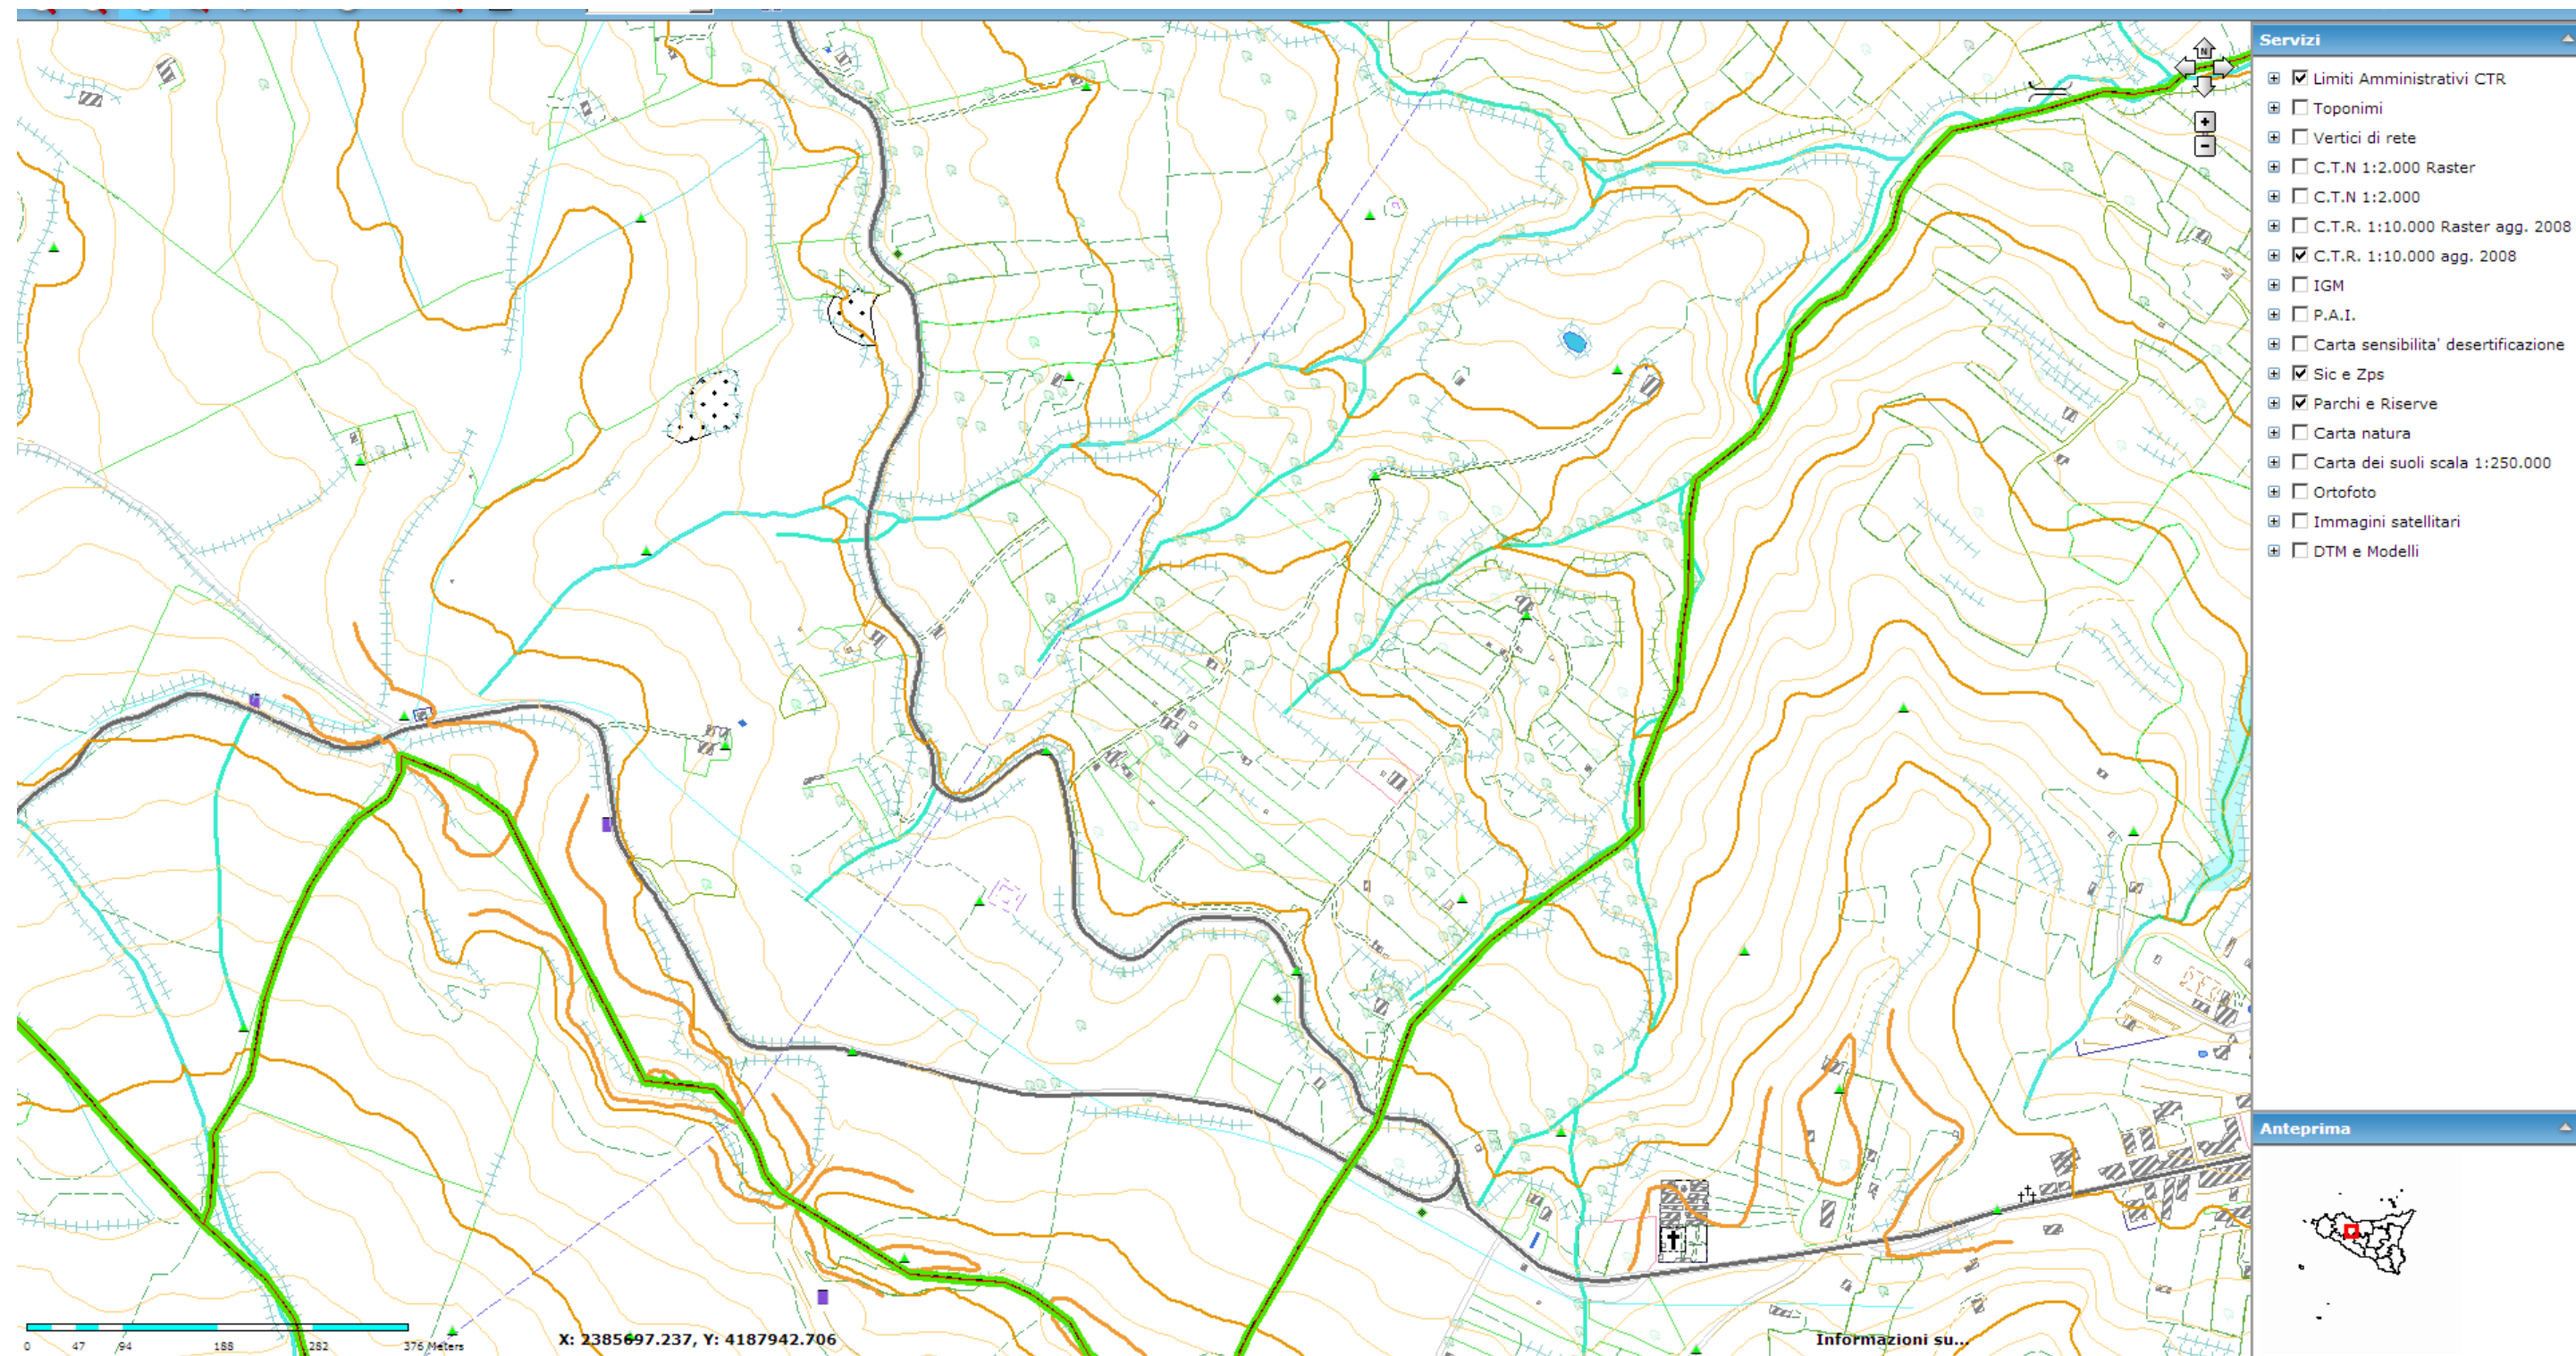 Servizi
Limiti Amministrativi CTR
Toponimi
Vertici di rete
C.T.N 1:2.000 Raster
C.T.N 1:2.000
C.T.R. 1:10.000 Raster agg. 2008
C.T.R. 1:10.000 agg. 2008
IGM
P.A.I.
Carta sensibilita' desertificazione
Sic e Zps
Parchi e Riserve
Carta natura
Carta dei suoli scala 1:250.000
Ortofoto
Immagini satellitari
DTM e Modelli
Anteprima
N
0 47 94 188 282 376 Meters
X: 2385697.237, Y: 4187942.706
Informazioni su...